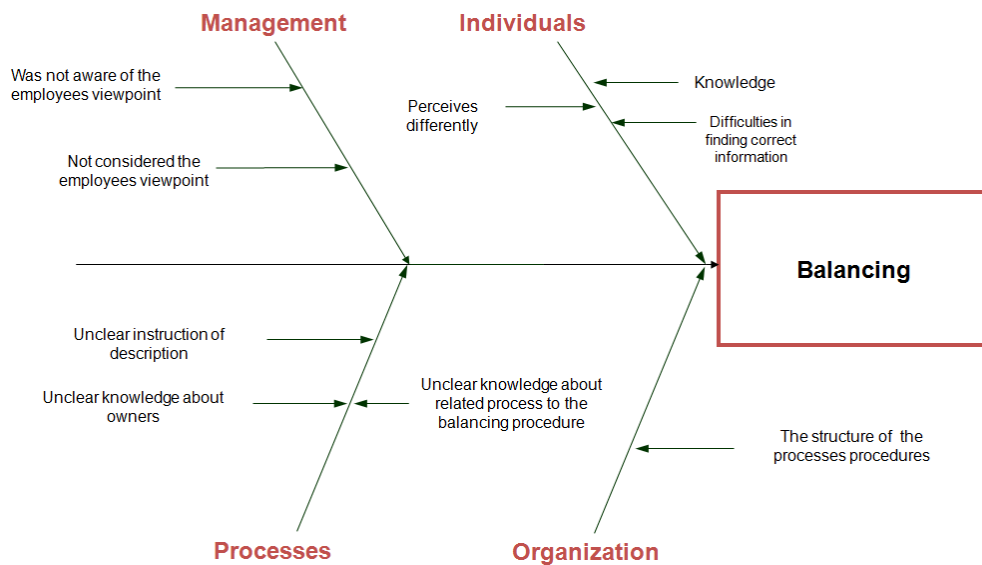 Management
Individuals
Was not aware of the
employees viewpoint
Knowledge
Perceives
differently
Difficulties in
finding correct
information
Not considered the
employees viewpoint
Balancing
Unclear instruction of
description
Unclear knowledge about
owners
Unclear knowledge about
related process to the
balancing procedure
The structure of the
processes procedures
Processes
Organization